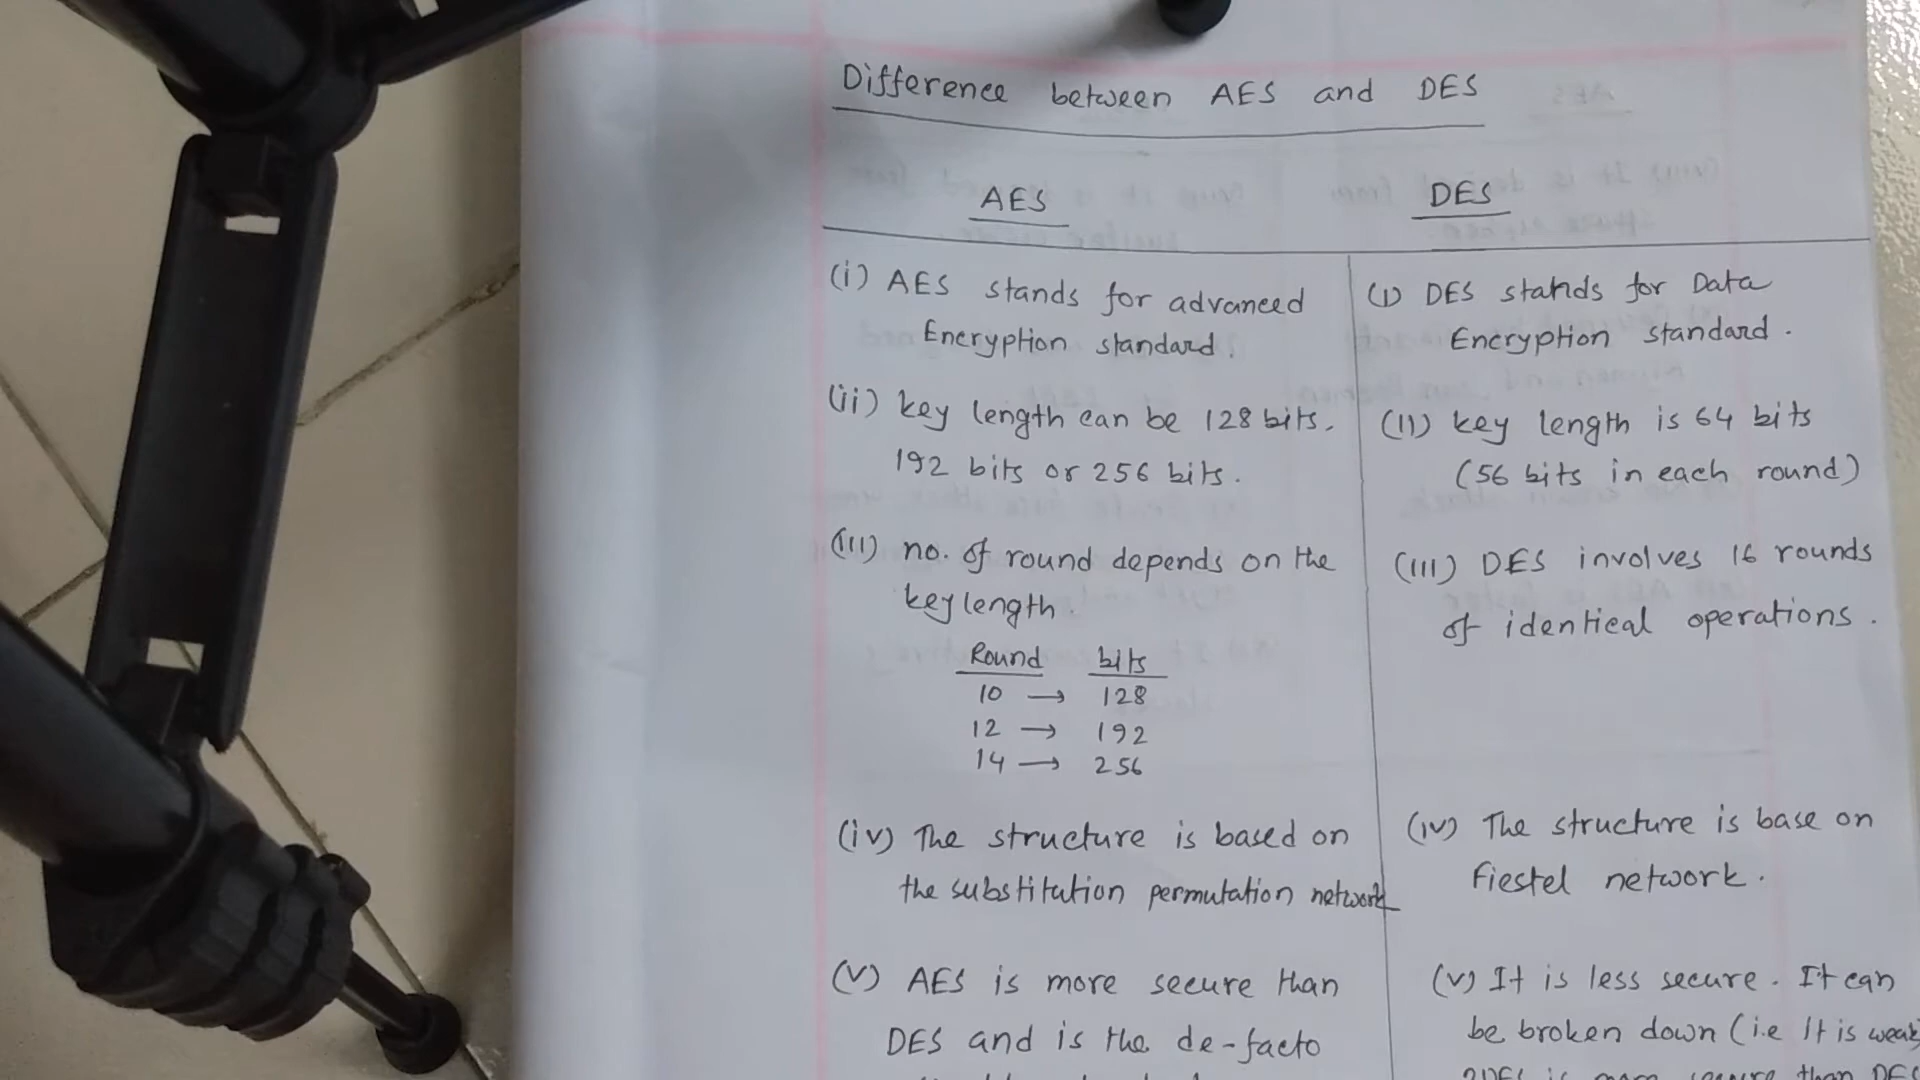 Difference between AES and DES
AES
DES
(i) AES stands for advanced
Encryption standard.
(ii) key length can be 128 bits,
192 bits or 256 bits.
(III) no. of round depends on the
key length.
Round bits
10 → 128
12 → 192
14 → 256
(iv) The structure is based on
the substitution permutation network
(V) AES is more secure than
DES and is the de-facto
(I) DES stands for Data
Encryption standard.
(II) key length is 64 bits
(56 bits in each round)
(III) DES involves 16 rounds
of identical operations.
(IV) The structure is base on
fiestel network.
(V) It is less secure. It can
be broken down (i.e It is weak
than DES